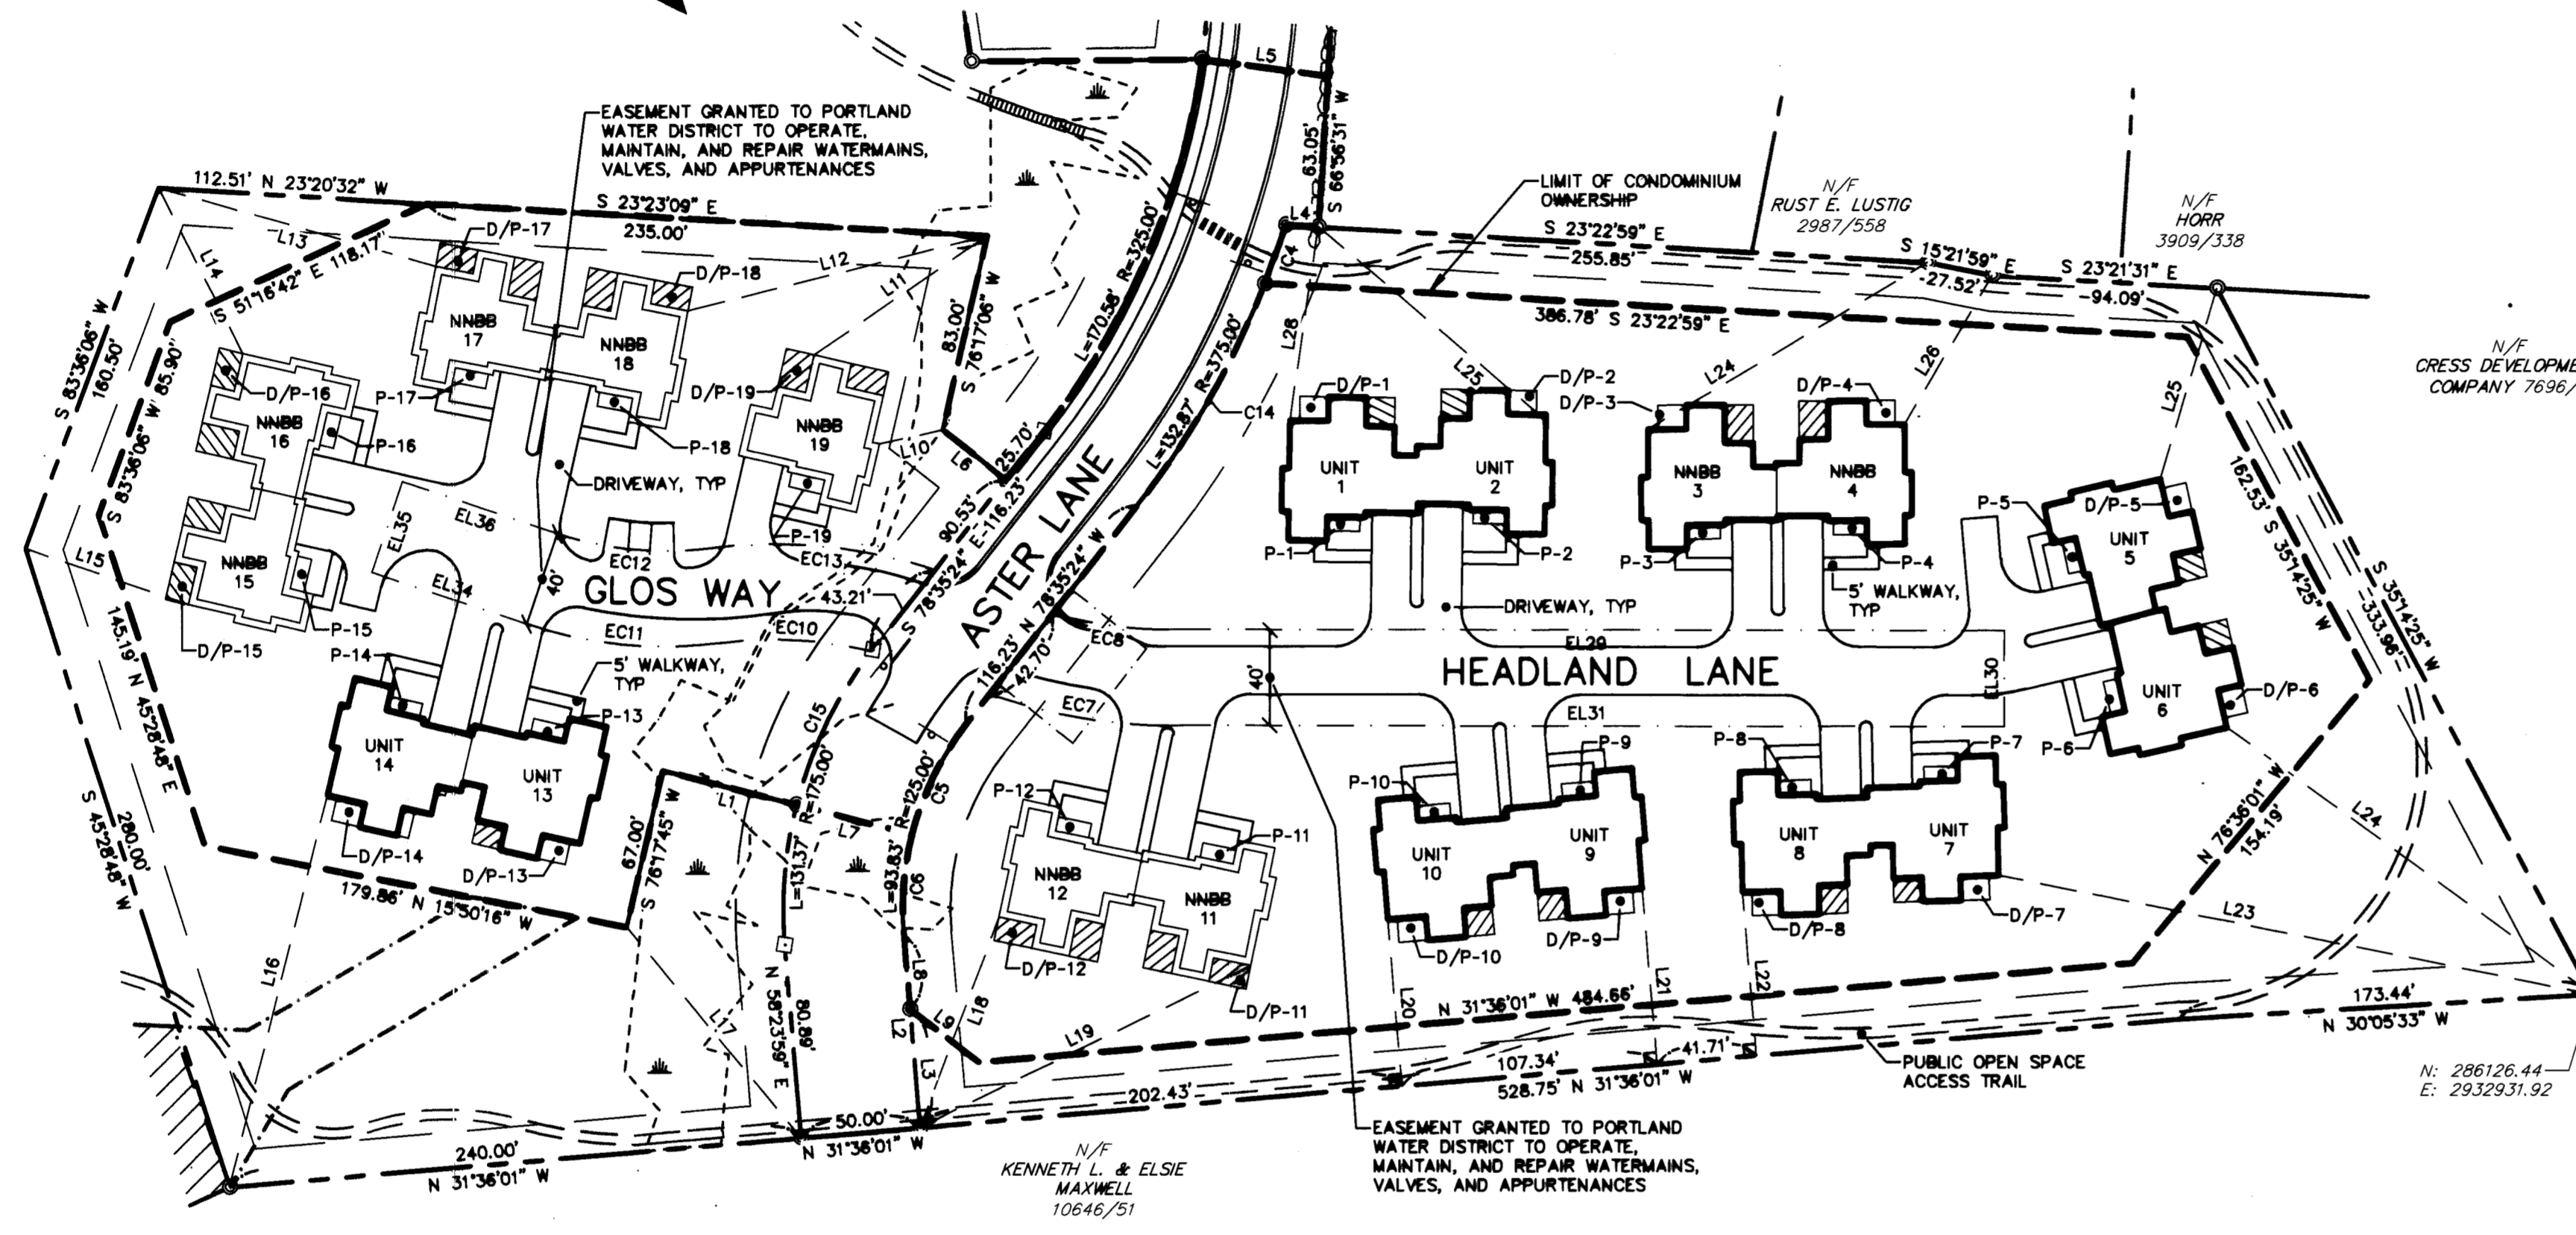 L5
EASEMENT GRANTED TO PORTLAND
WATER DISTRICT TO OPERATE,
MAINTAIN, AND REPAIR WATERMAINS,
VALVES, AND APPURTENANCES
63.05'
S 66°56'31" W
112.51' N 23°20'32" W
S 23°23'09" E
235.00'
LIMIT OF CONDOMINIUM
OWNERSHIP
N/F
RUST E. LUSTIG
2987/558
N/F
HORR
3909/338
L4
S 23°22'59" E
255.85'
S 15°21'59" E
27.52'
S 23°21'31" E
94.09'
386.78' S 23°22'59" E
N/F
CRESS DEVELOPME
COMPANY 7696/
L13
L14
D/P-17
L12
D/P-18
L11
S 51°16'42" E 118.17'
S 83°36'06" W
160.50'
S 83°36'06" W 85.90'
83.00'
S 76°17'06" W
L=170.58' R=325.00'
PI
C4
L28
L=132.87' R=375.00'
C14
NNBB
17
NNBB
18
D/P-16
NNBB
16
P-17
P-16
P-18
D/P-19
NNBB
19
L10
L6
25.70'
DRIVEWAY, TYP
D/P-1
L25
D/P-2
D/P-3
L24
D/P-4
L26
L25
UNIT
1
UNIT
2
NNBB
3
NNBB
4
P-5
D/P-5
UNIT
5
162.53' S 35°14'25" W
S 35°14'25" W
333.96'
EL35
EL36
L15
NNBB
15
EL34
40'
EC12
P-19
EC13
GLOS WAY
43.21'
90.53'
E-116.23'
S 78°35'24"
ASTER LANE
N 78°35'24" W
P-1
P-2
P-3
P-4
DRIVEWAY, TYP
5' WALKWAY,
TYP
P-15
D/P-15
EC11
EC10
EC8
EL29
HEADLAND LANE
40'
EL30
P-14
5' WALKWAY,
TYP
P-13
116.23'
42.70'
EC7
EL31
UNIT
6
D/P-6
P-6
145.19' N 45°28'48" E
280.00'
S 45°28'48" W
UNIT
14
UNIT
13
D/P-14
D/P-13
C15
R=175.00'
L=131.37'
L1
L7
67.00'
S 76°17'45" W
R=125.00'
C5
L=93.83'
C6
P-12
P-11
NNBB
12
NNBB
11
D/P-12
D/P-11
P-10
P-9
UNIT
10
UNIT
9
D/P-10
D/P-9
P-8
P-7
UNIT
8
UNIT
7
D/P-8
D/P-7
N 76°36'01" W
154.19'
L24
L23
179.86' N 15°50'16" W
L16
L17
N 58°23'59" E
80.89'
L8
L2
L9
L3
L18
L19
L20
L21
L22
N 31°36'01" W 484.66'
173.44'
N 30°05'33" W
107.34'
41.71'
528.75' N 31°36'01" W
202.43'
PUBLIC OPEN SPACE
ACCESS TRAIL
N: 286126.44
E: 2932931.92
50.00'
N 31°36'01" W
240.00'
N 31°36'01" W
N/F
KENNETH L. & ELSIE
MAXWELL
10646/51
EASEMENT GRANTED TO PORTLAND
WATER DISTRICT TO OPERATE,
MAINTAIN, AND REPAIR WATERMAINS,
VALVES, AND APPURTENANCES